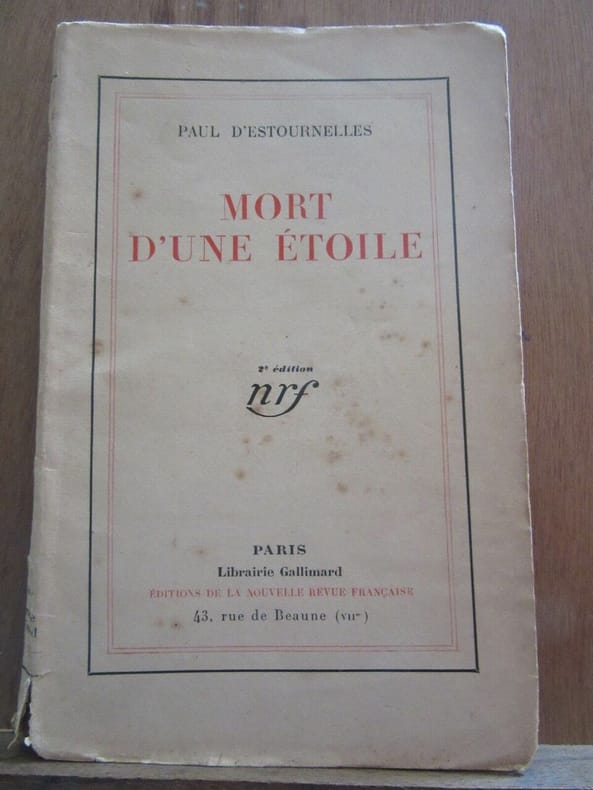 PAUL D'ESTOURNELLES
MORT
D'UNE ÉTOILE
2e édition
nrf
PARIS
Librairie Gallimard
ÉDITIONS DE LA NOUVELLE REVUE FRANÇAISE
43, rue de Beaune (VIIme)